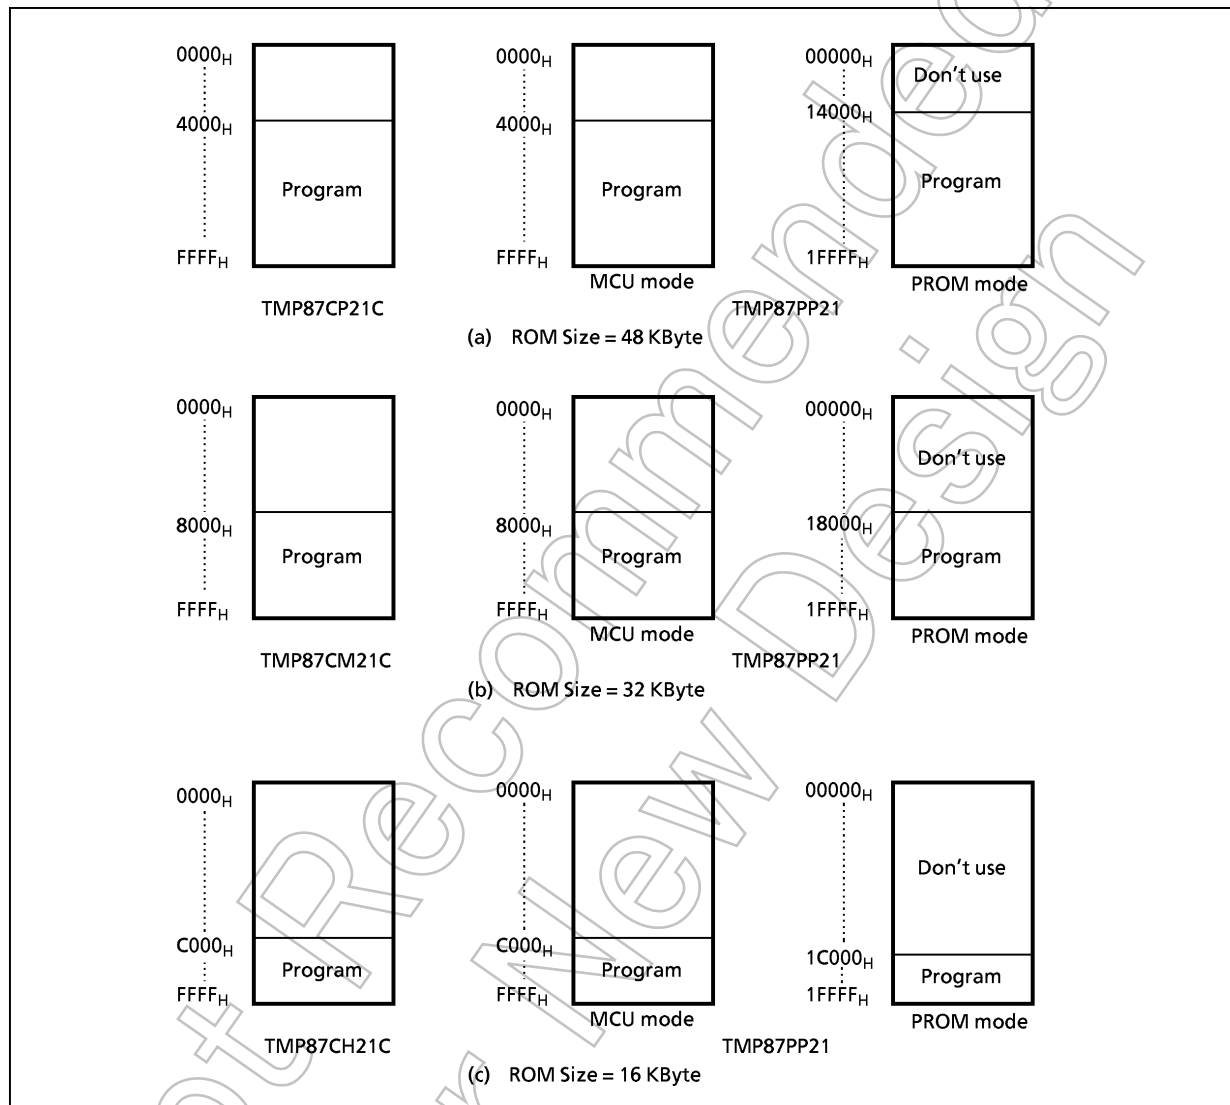 0000H
4000H
Program
FFFFH
TMP87CP21C
0000H
4000H
Program
FFFFH
MCU mode
00000H
Don't use
14000H
Program
1FFFFH
PROM mode
TMP87PP21
(a) ROM Size = 48 KByte
0000H
8000H
Program
FFFFH
TMP87CM21C
0000H
8000H
Program
FFFFH
MCU mode
00000H
Don't use
18000H
Program
1FFFFH
PROM mode
TMP87PP21
(b) ROM Size = 32 KByte
0000H
C000H
Program
FFFFH
TMP87CH21C
0000H
C000H
Program
FFFFH
MCU mode
00000H
Don't use
1C000H
Program
1FFFFH
PROM mode
TMP87PP21
(c) ROM Size = 16 KByte
Recommended
New Design